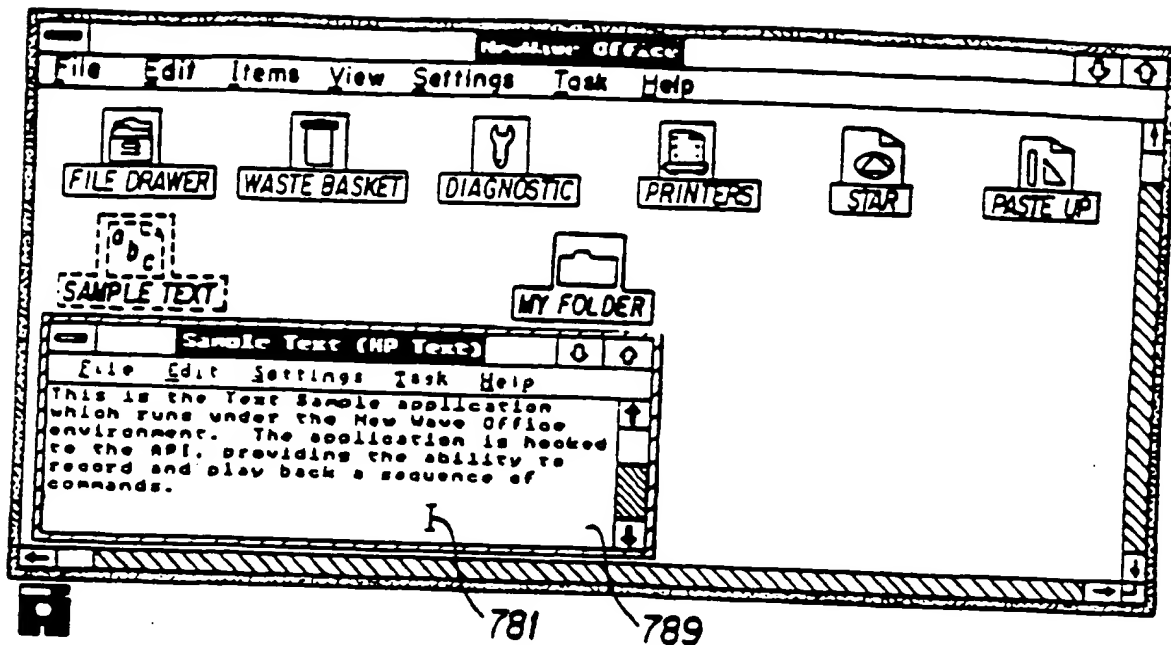 NewWave Office
File Edit Items View Settings Task Help
FILE DRAWER WASTE BASKET DIAGNOSTIC PRINTERS STAR PASTE UP
abc
SAMPLE TEXT MY FOLDER
Sample Text (HP Text)
File Edit Settings Task Help
This is the Text Sample application
which runs under the New Wave Office
environment. The application is hooked
to the API, providing the ability to
record and play back a sequence of
commands.
781 789